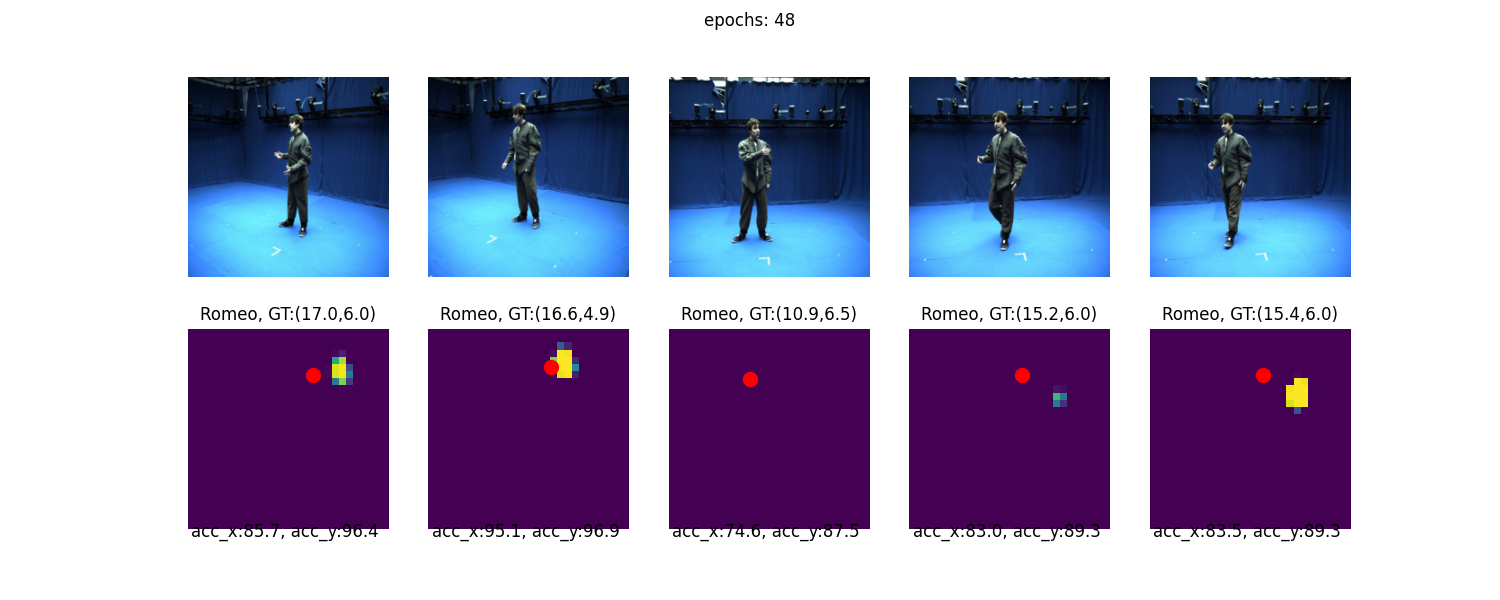 epochs: 48
Romeo, GT:(17.0,6.0)
Romeo, GT:(16.6,4.9)
Romeo, GT:(10.9,6.5)
Romeo, GT:(15.2,6.0)
Romeo, GT:(15.4,6.0)
acc_x:85.7, acc_y:96.4
acc_x:95.1, acc_y:96.9
acc_x:74.6, acc_y:87.5
acc_x:83.0, acc_y:89.3
acc_x:83.5, acc_y:89.3